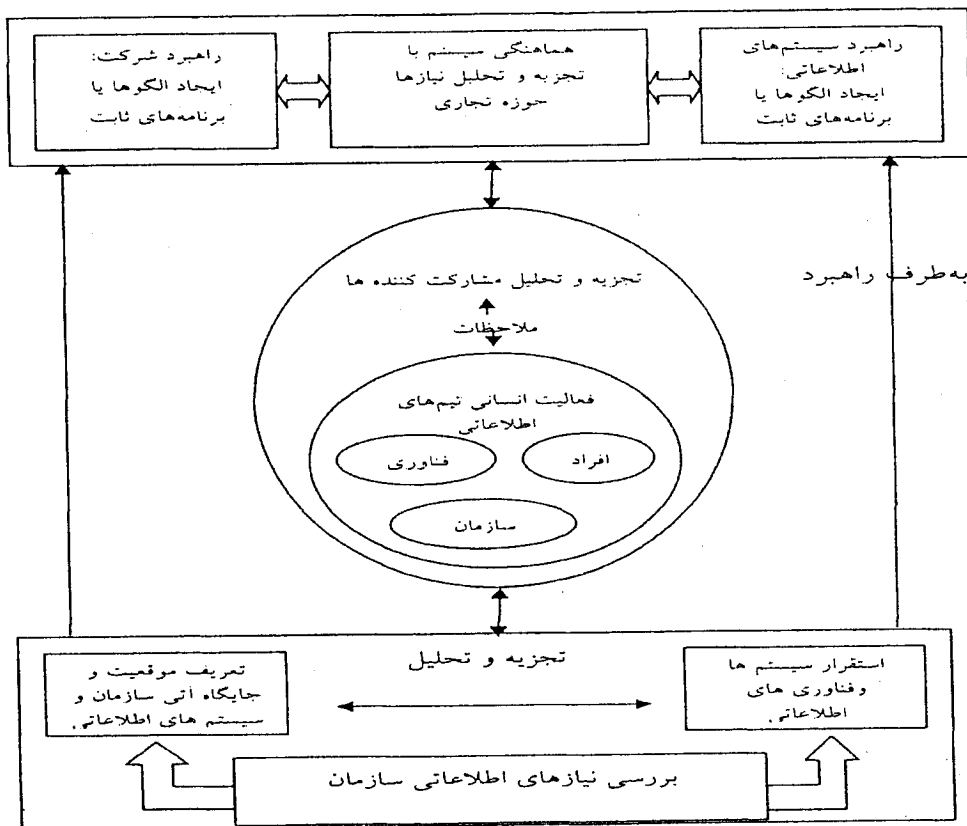 راهبرد سیستم‌های
اطلاعاتی:
ایجاد الگوها یا
برنامه‌های ثابت
هماهنگی سیستم با
تجزیه و تحلیل نیازها
حوزه تجاری
راهبرد شرکت:
ایجاد الگوها یا
برنامه‌های ثابت
به‌طرف راهبرد
تجزیه و تحلیل مشارکت کننده ها
ملاحظات
فعالیت انسانی تیم‌های
اطلاعاتی
افراد
فناوری
سازمان
تجزیه و تحلیل
استقرار سیستم ها
وفناوری های
اطلاعاتی
تعریف موقعیت و
جایگاه آتی سازمان و
سیستم های اطلاعاتی
بررسی نیازهای اطلاعاتی سازمان